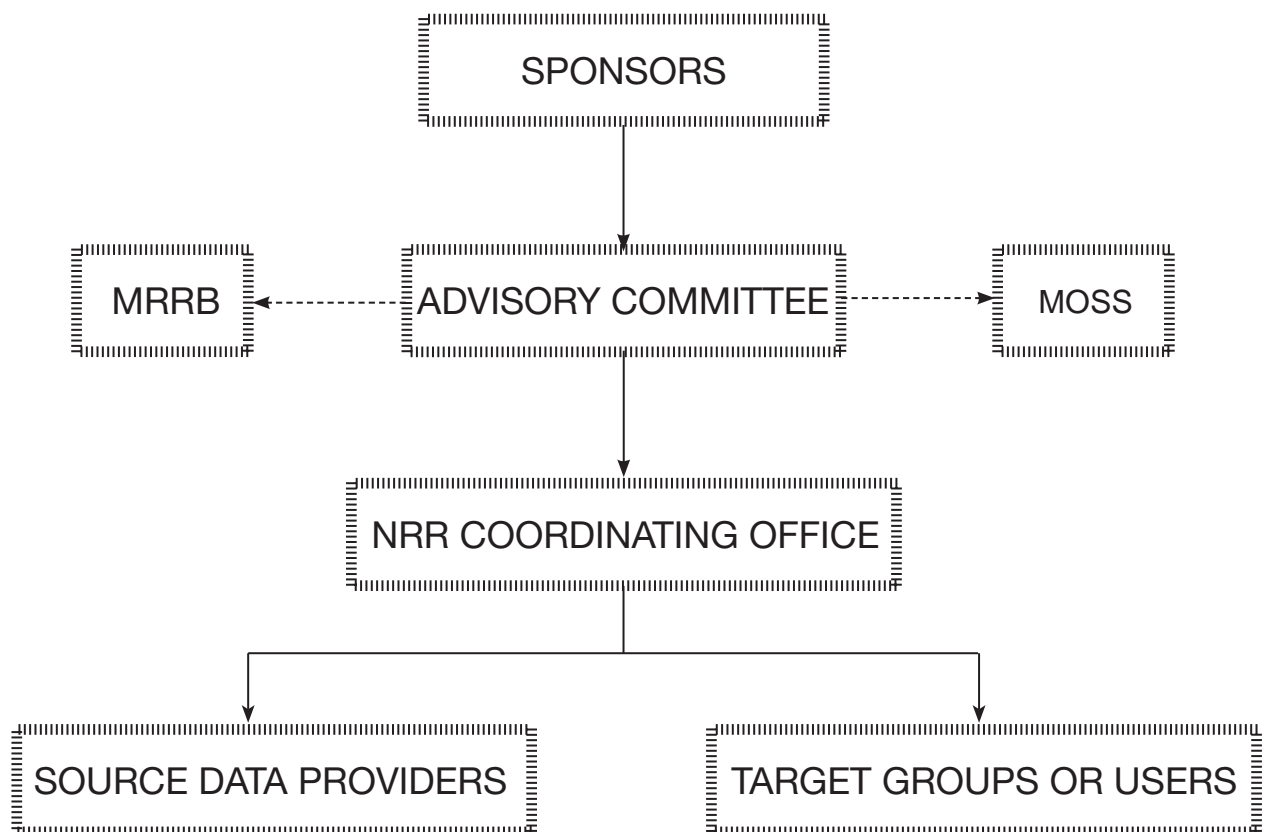 SPONSORS
MRRB
ADVISORY COMMITTEE
MOSS
NRR COORDINATING OFFICE
SOURCE DATA PROVIDERS
TARGET GROUPS OR USERS